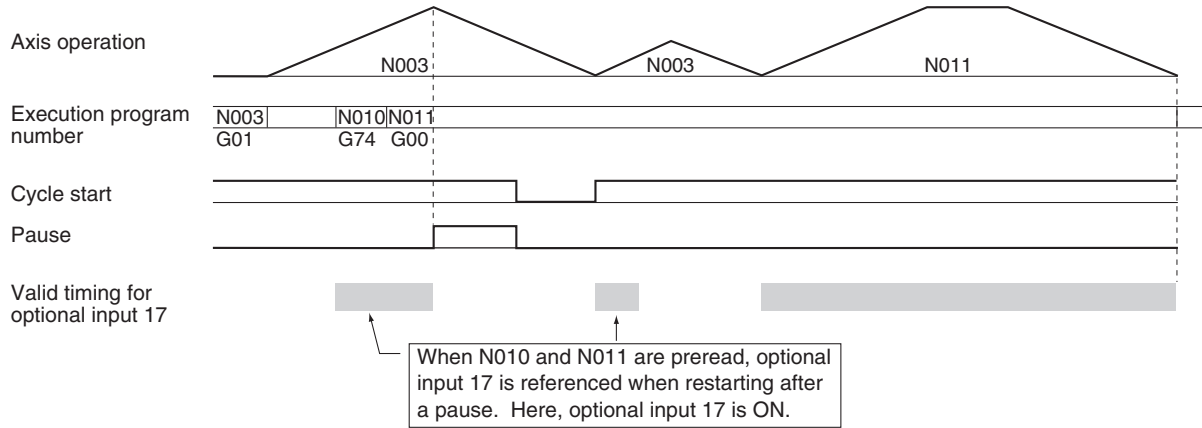 Axis operation
N003
N003
N011
Execution program
number
N003
N010
N011
G01
G74
G00
Cycle start
Pause
Valid timing for
optional input 17
When N010 and N011 are preread, optional
input 17 is referenced when restarting after
a pause.  Here, optional input 17 is ON.